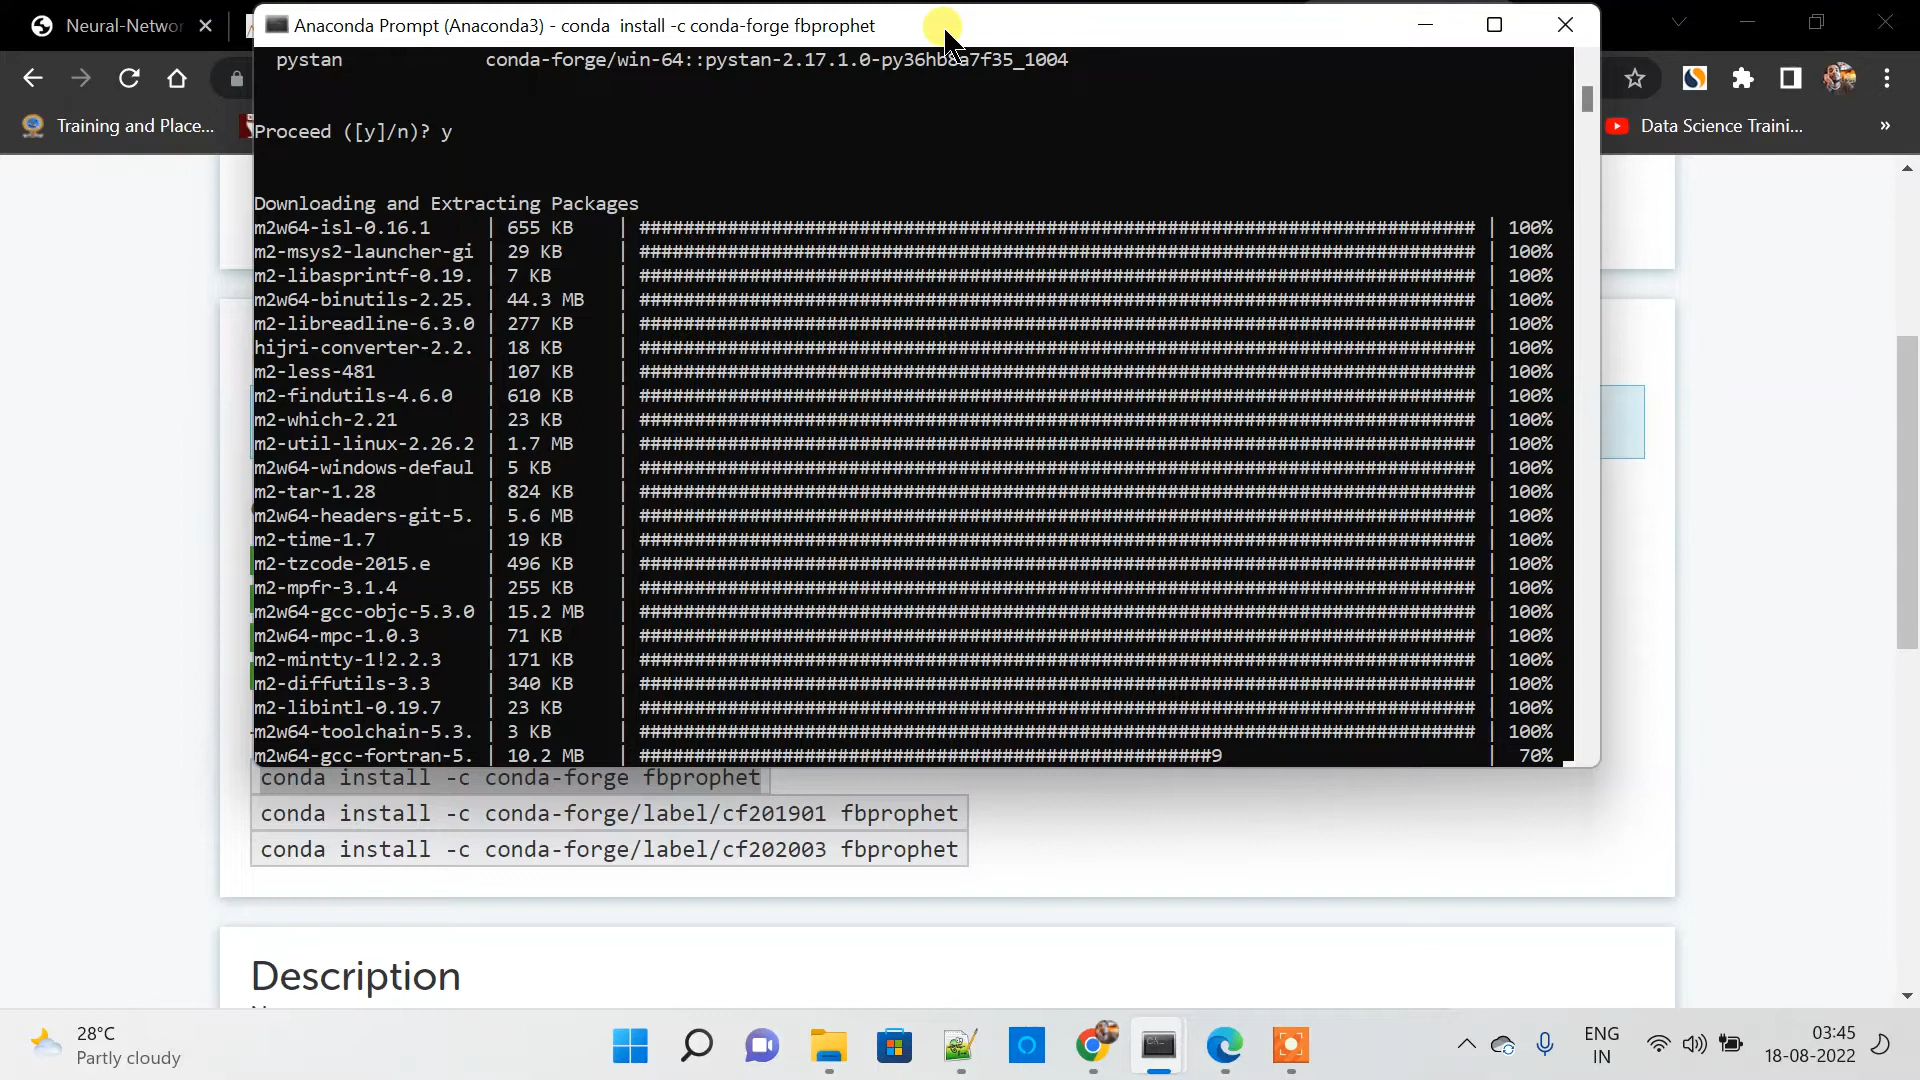 Neural-Netwo
Anaconda Prompt (Anaconda3) - conda  install -c conda-forge fbprophet
Training and Place...
Data Science Traini...
»
pystan conda-forge/win-64::pystan-2.17.1.0-py36hb8a7f35_1004
Proceed ([y]/n)? y
Downloading and Extracting Packages
m2w64-isl-0.16.1 | 655 KB | ############################################################################ | 100%
m2-msys2-launcher-gi | 29 KB | ############################################################################ | 100%
m2-libasprintf-0.19. | 7 KB | ############################################################################ | 100%
m2w64-binutils-2.25. | 44.3 MB | ############################################################################ | 100%
m2-libreadline-6.3.0 | 277 KB | ############################################################################ | 100%
hijri-converter-2.2. | 18 KB | ############################################################################ | 100%
m2-less-481 | 107 KB | ############################################################################ | 100%
m2-findutils-4.6.0 | 610 KB | ############################################################################ | 100%
m2-which-2.21 | 23 KB | ############################################################################ | 100%
m2-util-linux-2.26.2 | 1.7 MB | ############################################################################ | 100%
m2w64-windows-defaul | 5 KB | ############################################################################ | 100%
m2-tar-1.28 | 824 KB | ############################################################################ | 100%
m2w64-headers-git-5. | 5.6 MB | ############################################################################ | 100%
m2-time-1.7 | 19 KB | ############################################################################ | 100%
m2-tzcode-2015.e | 496 KB | ############################################################################ | 100%
m2-mpfr-3.1.4 | 255 KB | ############################################################################ | 100%
m2w64-gcc-objc-5.3.0 | 15.2 MB | ############################################################################ | 100%
m2w64-mpc-1.0.3 | 71 KB | ############################################################################ | 100%
m2-mintty-1!2.2.3 | 171 KB | ############################################################################ | 100%
m2-diffutils-3.3 | 340 KB | ############################################################################ | 100%
m2-libintl-0.19.7 | 23 KB | ############################################################################ | 100%
m2w64-toolchain-5.3. | 3 KB | ############################################################################ | 100%
m2w64-gcc-fortran-5. | 10.2 MB | ####################################################9 | 70%
conda install -c conda-forge fbprophet
conda install -c conda-forge/label/cf201901 fbprophet
conda install -c conda-forge/label/cf202003 fbprophet
Description
28°C
Partly cloudy
ENG
IN
03:45
18-08-2022